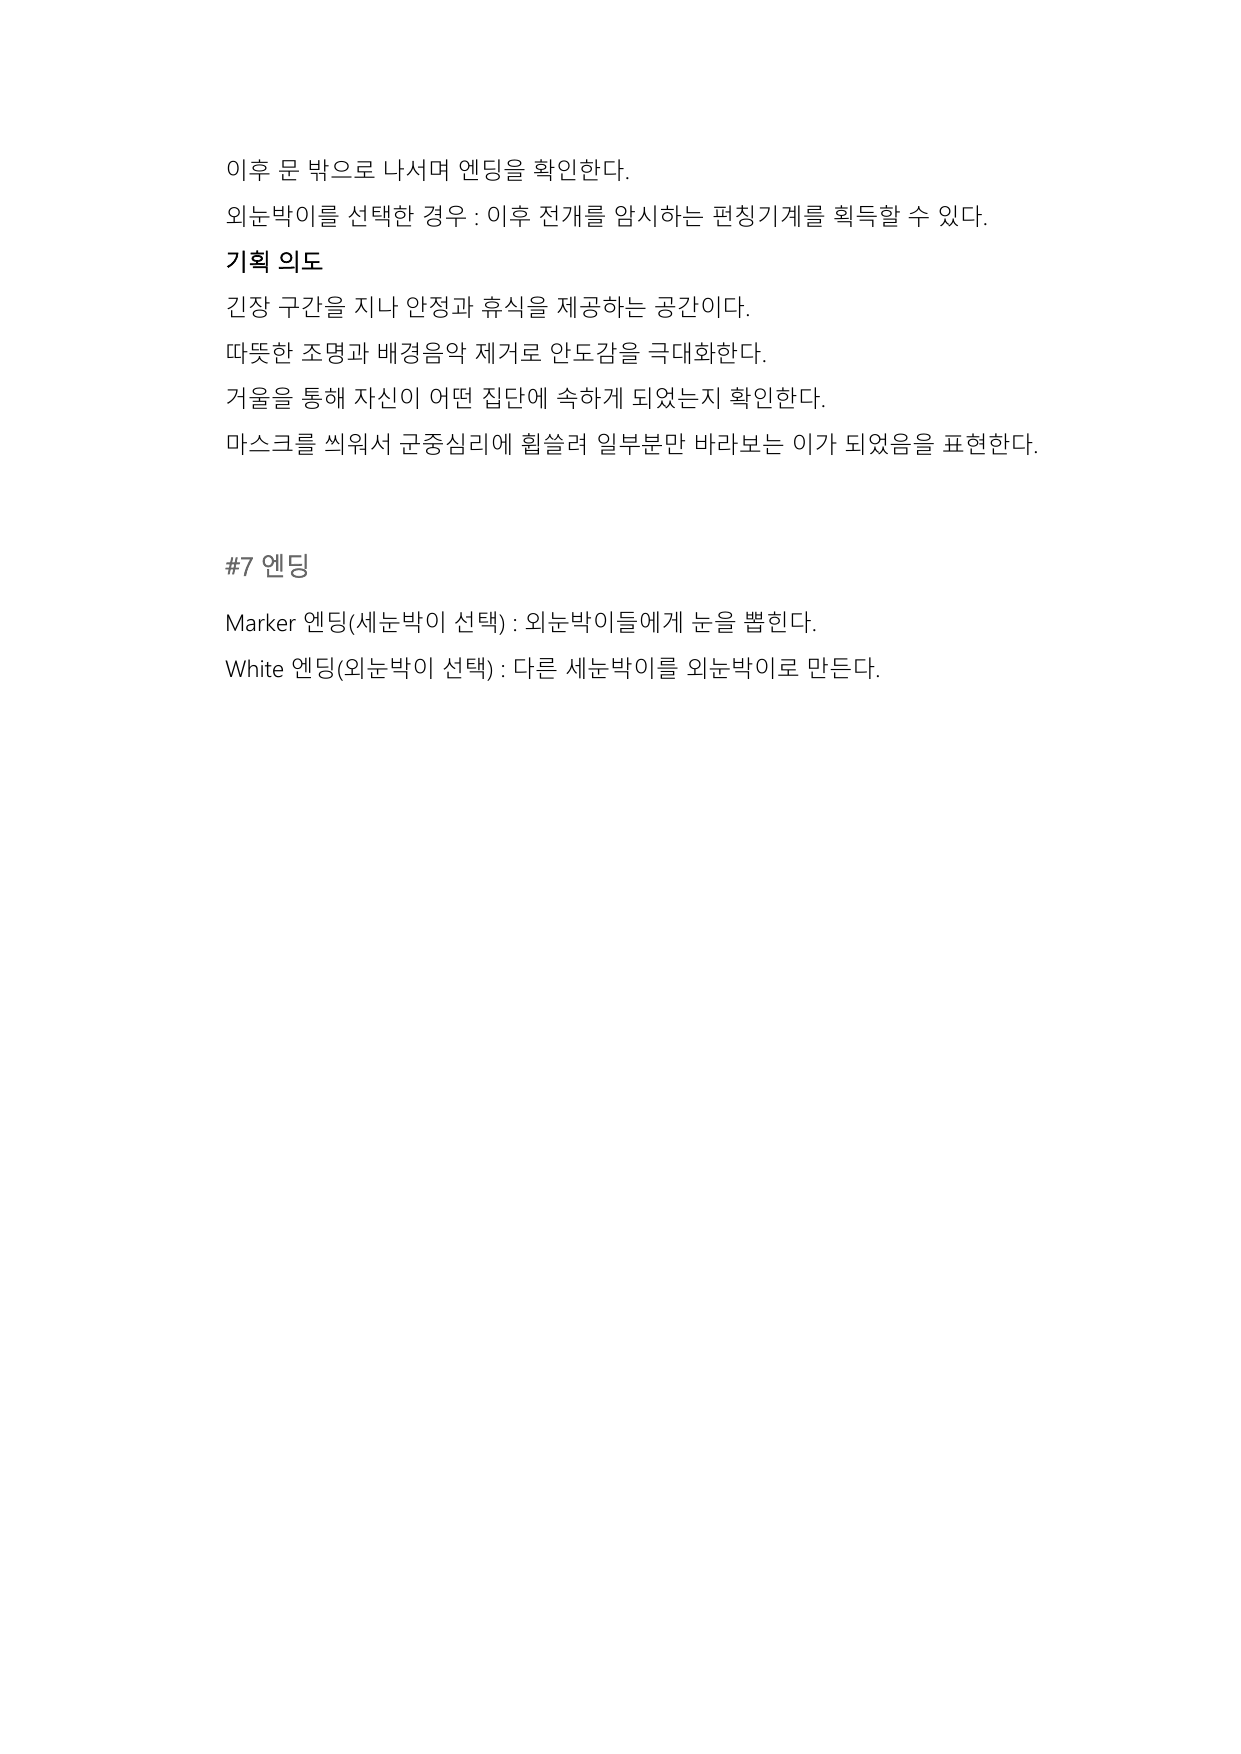 이후 문 밖으로 나서며 엔딩을 확인한다.
외눈박이를 선택한 경우 : 이후 전개를 암시하는 펀칭기계를 획득할 수 있다.
기획 의도
긴장 구간을 지나 안정과 휴식을 제공하는 공간이다.
따뜻한 조명과 배경음악 제거로 안도감을 극대화한다.
거울을 통해 자신이 어떤 집단에 속하게 되었는지 확인한다.
마스크를 씌워서 군중심리에 휩쓸려 일부분만 바라보는 이가 되었음을 표현한다.
#7 엔딩
Marker 엔딩(세눈박이 선택) : 외눈박이들에게 눈을 뽑힌다.
White 엔딩(외눈박이 선택) : 다른 세눈박이를 외눈박이로 만든다.